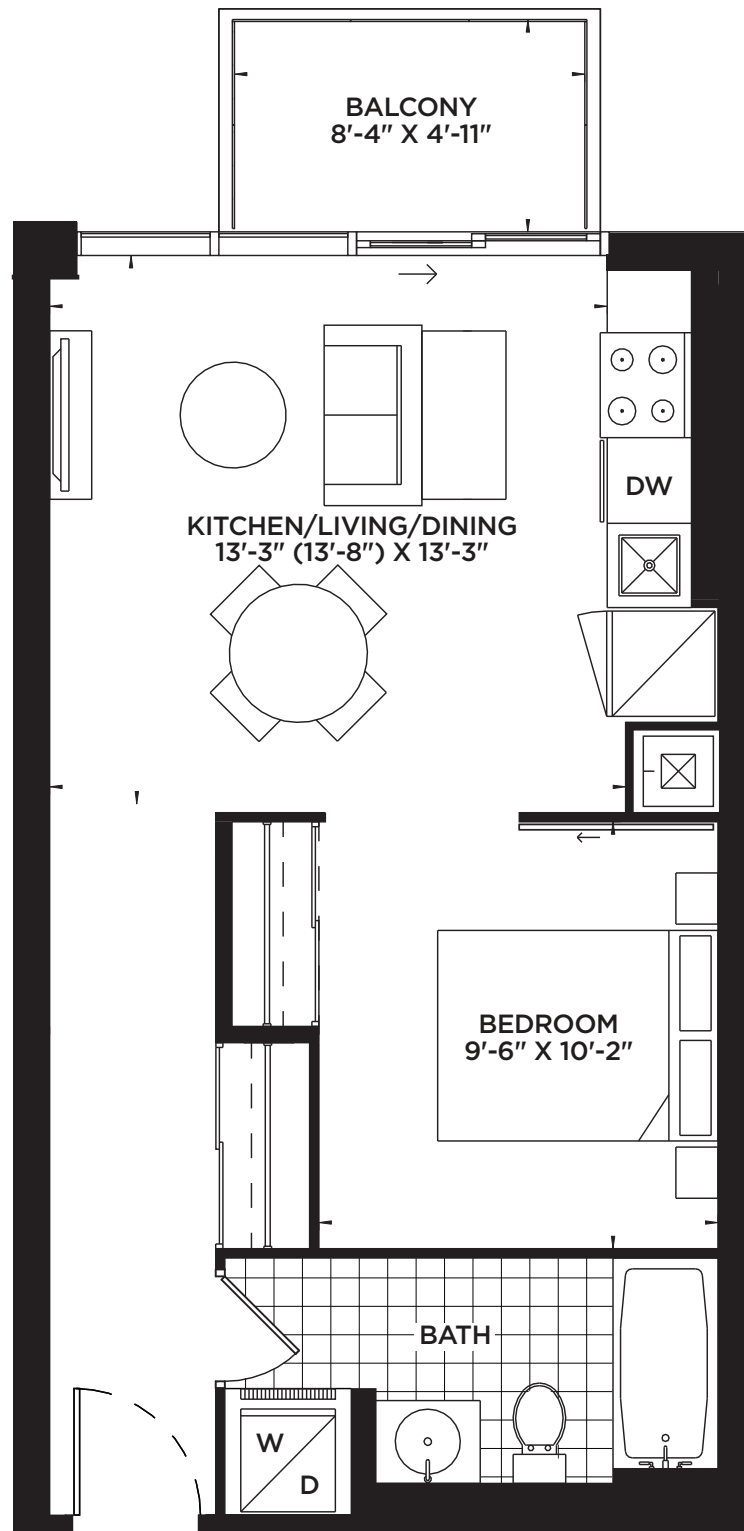 BALCONY
8'-4" X 4'-11"
DW
KITCHEN/LIVING/DINING
13'-3" (13'-8") X 13'-3"
BEDROOM
9'-6" X 10'-2"
BATH
W
D